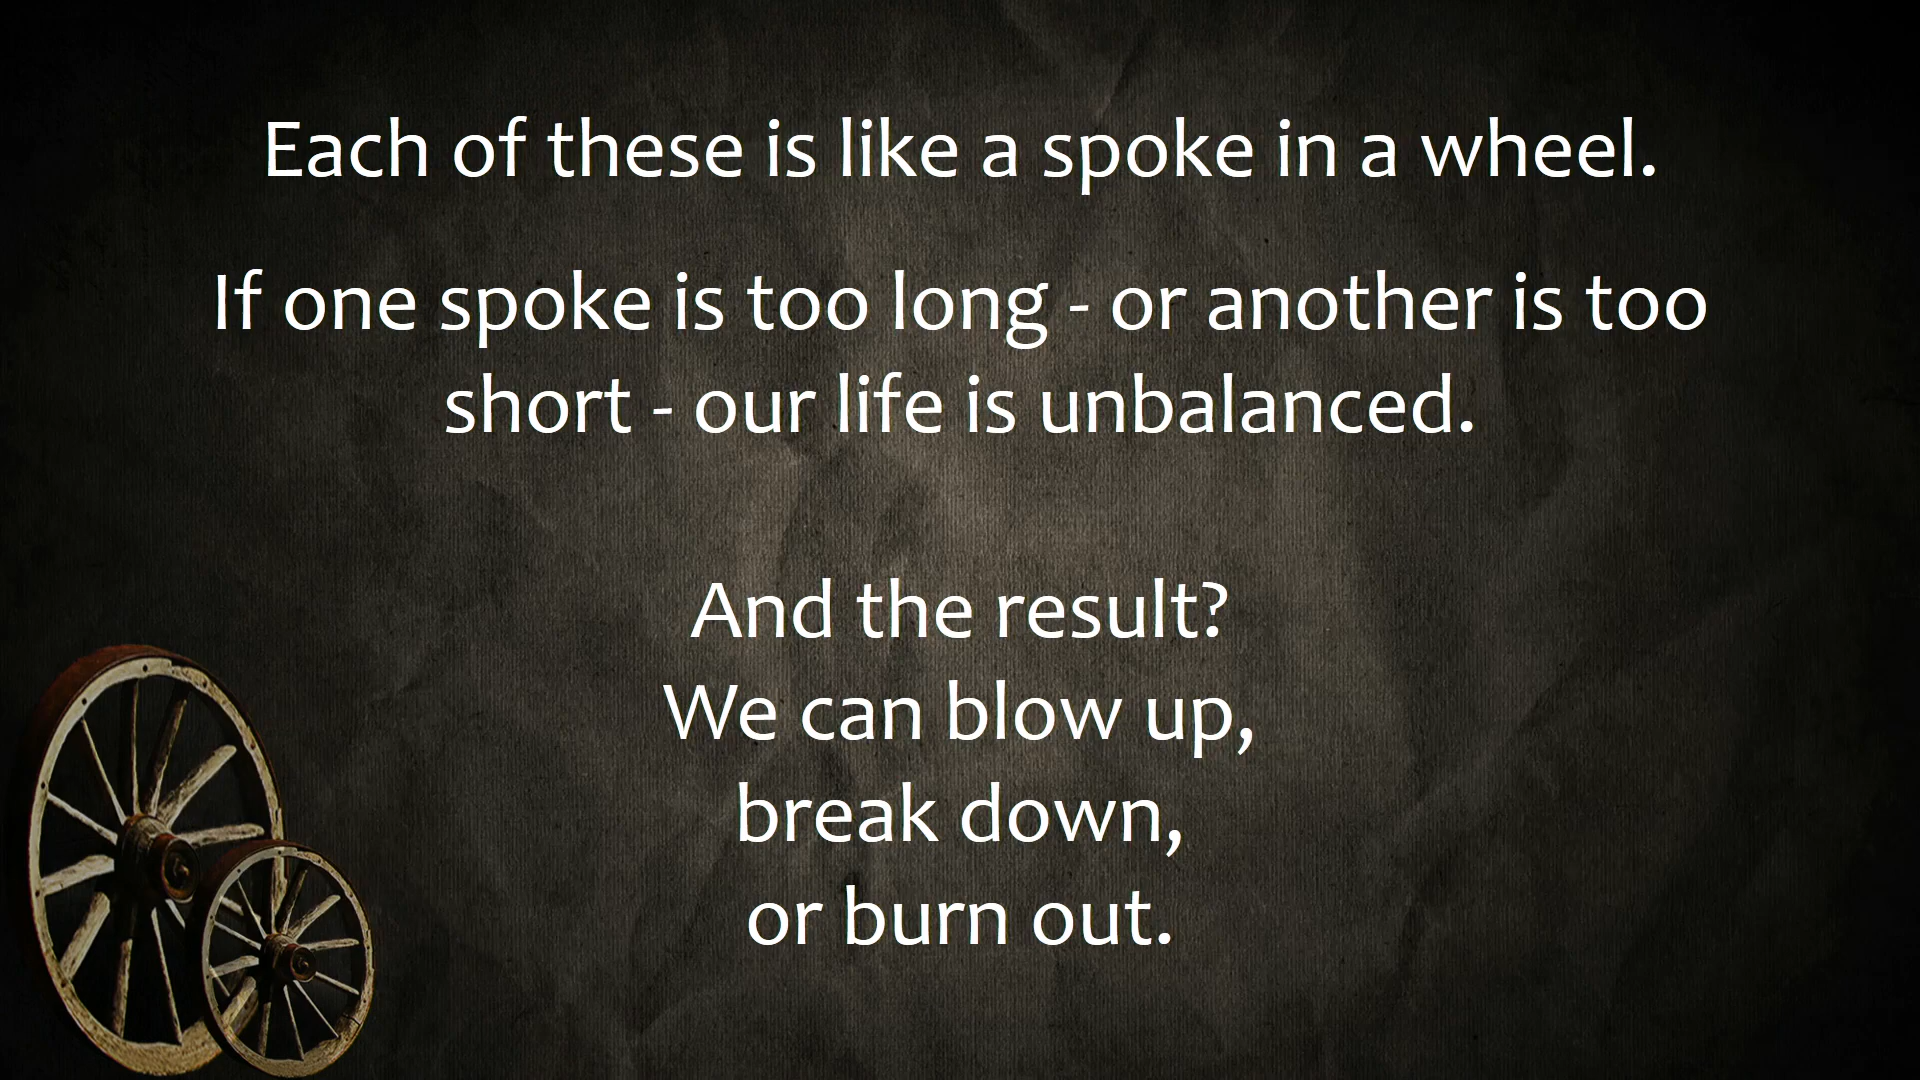 Each of these is like a spoke in a wheel.
If one spoke is too long - or another is too
short - our life is unbalanced.
And the result?
We can blow up,
break down,
or burn out.